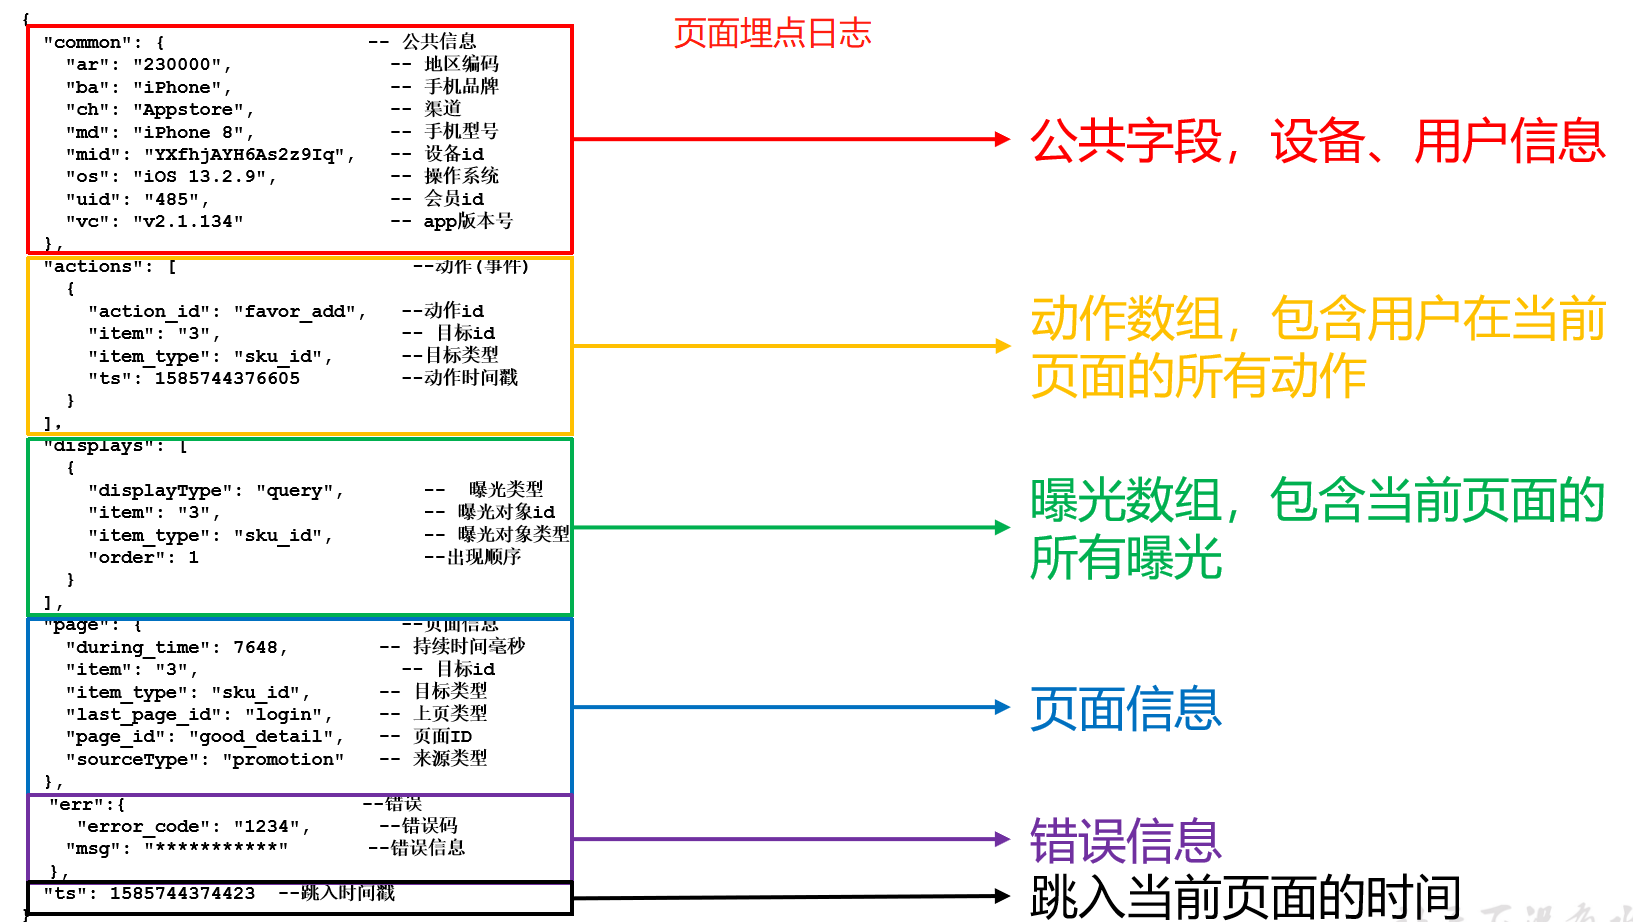 {
页面埋点日志
"common": { -- 公共信息
"ar": "230000", -- 地区编码
"ba": "iPhone", -- 手机品牌
"ch": "Appstore", -- 渠道
"md": "iPhone 8", -- 手机型号
"mid": "YXfhjAYH6As2z9Iq", -- 设备id
"os": "iOS 13.2.9", -- 操作系统
"uid": "485", -- 会员id
"vc": "v2.1.134" -- app版本号
},
公共字段，设备、用户信息
"actions": [ --动作(事件)
{
"action_id": "favor_add", --动作id
"item": "3", -- 目标id
"item_type": "sku_id", --目标类型
"ts": 1585744376605 --动作时间戳
}
],
动作数组，包含用户在当前
页面的所有动作
"displays": [
{
"displayType": "query", -- 曝光类型
"item": "3", -- 曝光对象id
"item_type": "sku_id", -- 曝光对象类型
"order": 1 --出现顺序
}
],
曝光数组，包含当前页面的
所有曝光
"page": { --页面信息
"during_time": 7648, -- 持续时间毫秒
"item": "3", -- 目标id
"item_type": "sku_id", -- 目标类型
"last_page_id": "login", -- 上页类型
"page_id": "good_detail", -- 页面ID
"sourceType": "promotion" -- 来源类型
},
页面信息
"err":{ --错误
"error_code": "1234", --错误码
"msg": "***********" --错误信息
},
错误信息
"ts": 1585744374423 --跳入时间戳
}
跳入当前页面的时间